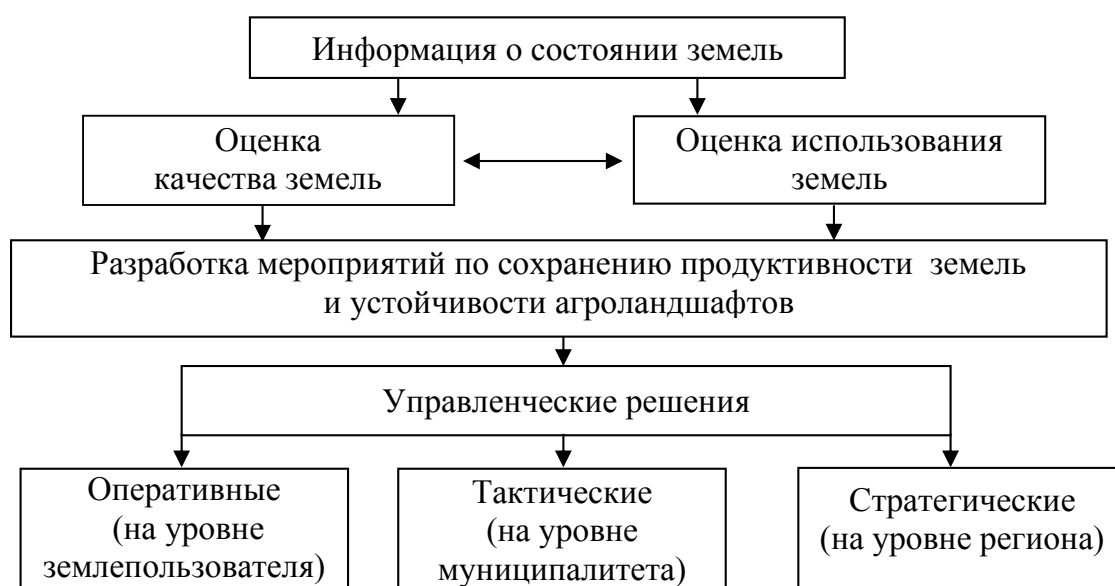 Информация о состоянии земель
Оценка
качества земель
Оценка использования
земель
Разработка мероприятий по сохранению продуктивности земель
и устойчивости агроландшафтов
Управленческие решения
Оперативные
(на уровне
землепользователя)
Тактические
(на уровне
муниципалитета)
Стратегические
(на уровне региона)